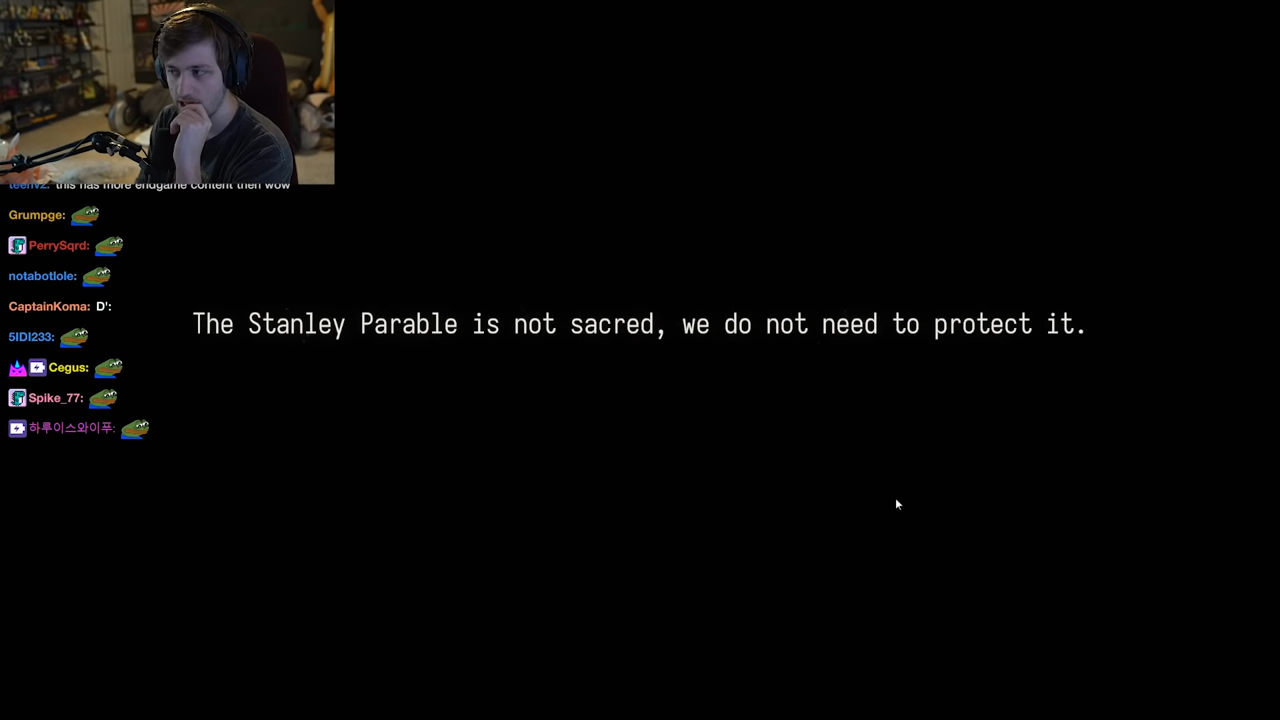 teenvz: this has more endgame content then wow
Grumpge:
PerrySqrd:
notabotlole:
CaptainKoma: D':
5IDI233:
Cegus:
Spike_77:
하루이스와이푸:
The Stanley Parable is not sacred, we do not need to protect it.